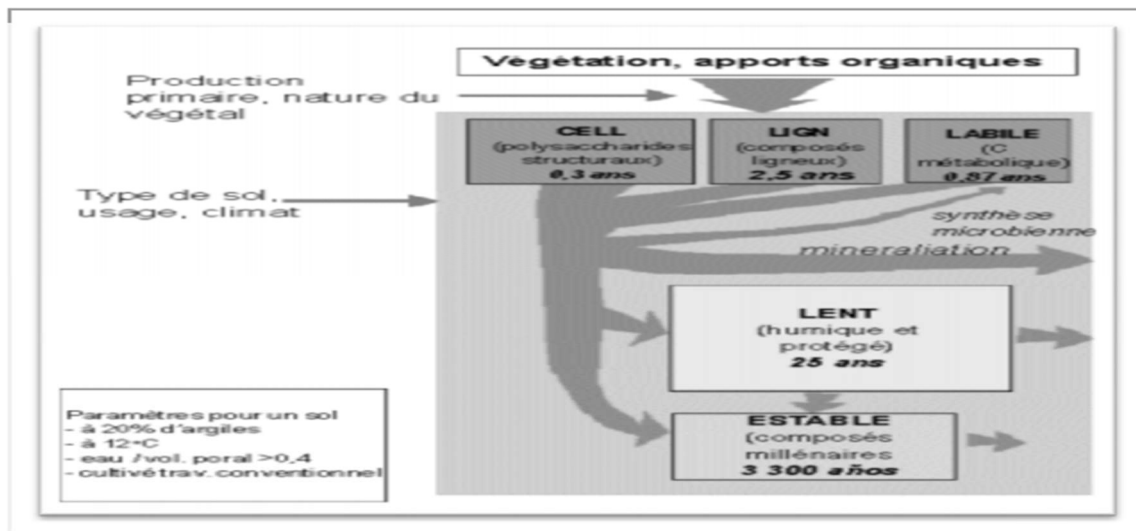 Végétation, apports organiques
Production
primaire, nature du
végétal
CELL
(polysaccharides
structuraux)
0,3 ans
LIGN
(composés
ligneux)
2,5 ans
LABILE
(C
métabolique)
0,87 ans
Type de sol,
usage, climat
synthèse
microbienne
mineraliation
LENT
(humique et
protégé)
25 ans
Paramètres pour un sol
- à 20% d'argiles
- à 12°C
- eau /vol. poral >0,4
- cultivé trav. conventionnel
ESTABLE
(composés
millénaires
3 300 años